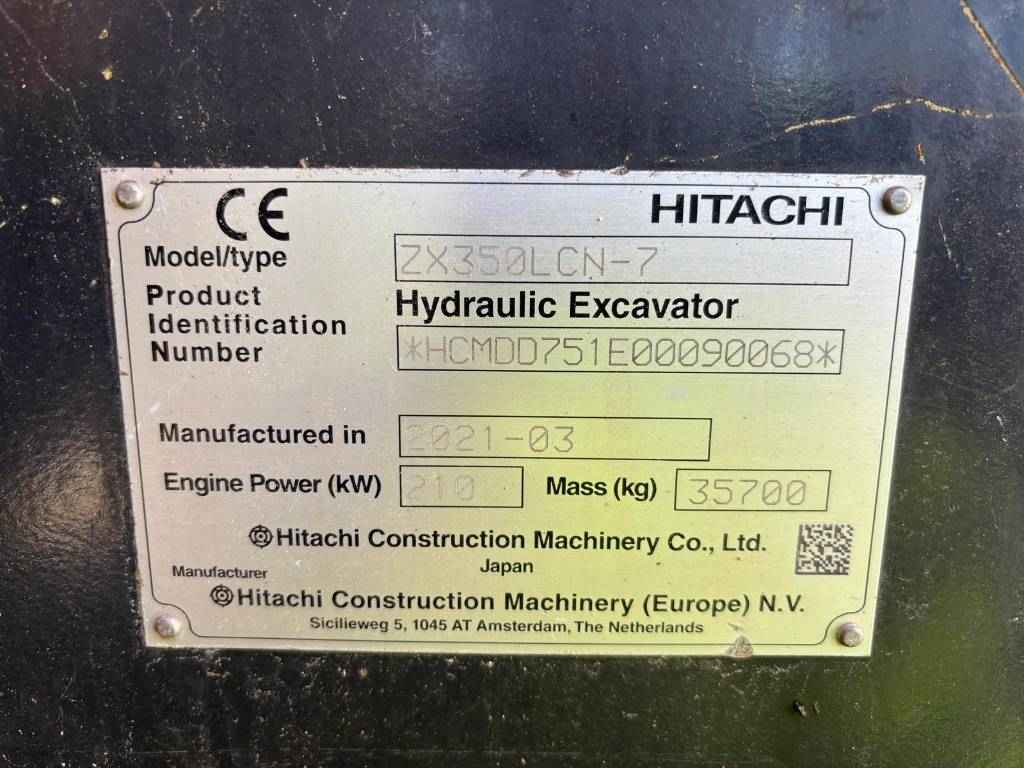 CE HITACHI
Model/type ZX350LCN-7
Product Hydraulic Excavator
Identification
Number *HCMDD751E00090068*
Manufactured in 2021-03
Engine Power (kW) 210 Mass (kg) 35700
Hitachi Construction Machinery Co., Ltd.
Japan
Manufacturer
Hitachi Construction Machinery (Europe) N.V.
Sicilieweg 5, 1045 AT Amsterdam, The Netherlands